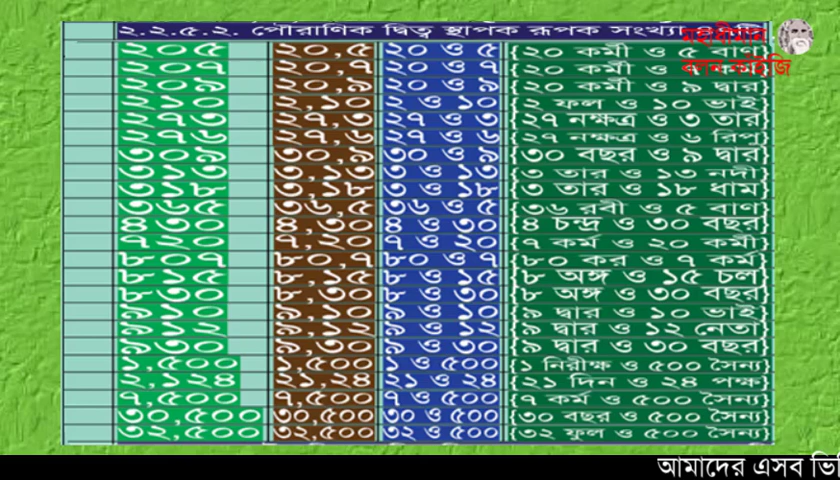 ২.২.৫.২. পৌরাণিক দ্বিত্ব স্থাপক রূপক সংখ্যা
মহাধীমান
বলন কাঁইজি
২০৫ ২০,৫ ২০ ও ৫ {২০ কর্মী ও ৫ বাণ}
২০৭ ২০,৭ ২০ ও ৭ {২০ কর্মী ও ৭
২০৯ ২০,৯ ২০ ও ৯ {২০ কর্মী ও ৯ দ্বার}
২১০ ২,১০ ২ ও ১০ {২ ফল ও ১০ ভাই}
২৭৩ ২৭,৩ ২৭ ও ৩ {২৭ নক্ষত্র ও ৩ তার}
২৭৬ ২৭,৬ ২৭ ও ৬ {২৭ নক্ষত্র ও ৬ রিপু}
৩০৯ ৩০,৯ ৩০ ও ৯ {৩০ বছর ও ৯ দ্বার}
৩১৩ ৩,১৩ ৩ ও ১৩ {৩ তার ও ১৩ নদী}
৩১৮ ৩,১৮ ৩ ও ১৮ {৩ তার ও ১৮ ধাম}
৩৬৫ ৩৬,৫ ৩৬ ও ৫ {৩৬ রবী ও ৫ বাণ}
৪৩০ ৪,৩০ ৪ ও ৩০ {৪ চন্দ্র ও ৩০ বছর}
৭২০ ৭,২০ ৭ ও ২০ {৭ কর্ম ও ২০ কর্মী}
৮০৭ ৮০,৭ ৮০ ও ৭ {৮০ কর ও ৭ কর্ম}
৮১৫ ৮,১৫ ৮ ও ১৫ {৮ অঙ্গ ও ১৫ চল}
৮৩০ ৮,৩০ ৮ ও ৩০ {৮ অঙ্গ ও ৩০ বছর}
৯১০ ৯,১০ ৯ ও ১০ {৯ দ্বার ও ১০ ভাই}
৯১২ ৯,১২ ৯ ও ১২ {৯ দ্বার ও ১২ নেতা}
৯৩০ ৯,৩০ ৯ ও ৩০ {৯ দ্বার ও ৩০ বছর}
১,৫০০ ১,৫০০ ১ ও ৫০০ {১ নিরীক্ষ ও ৫০০ সৈন্য}
২,১২৪ ২১,২৪ ২১ ও ২৪ {২১ দিন ও ২৪ পক্ষ}
৭,৫০০ ৭,৫০০ ৭ ও ৫০০ {৭ কর্ম ও ৫০০ সৈন্য}
৩০,৫০০ ৩০,৫০০ ৩০ ও ৫০০ {৩০ বছর ও ৫০০ সৈন্য}
৩২,৫০০ ৩২,৫০০ ৩২ ও ৫০০ {৩২ ফুল ও ৫০০ সৈন্য}
আমাদের এসব ভি